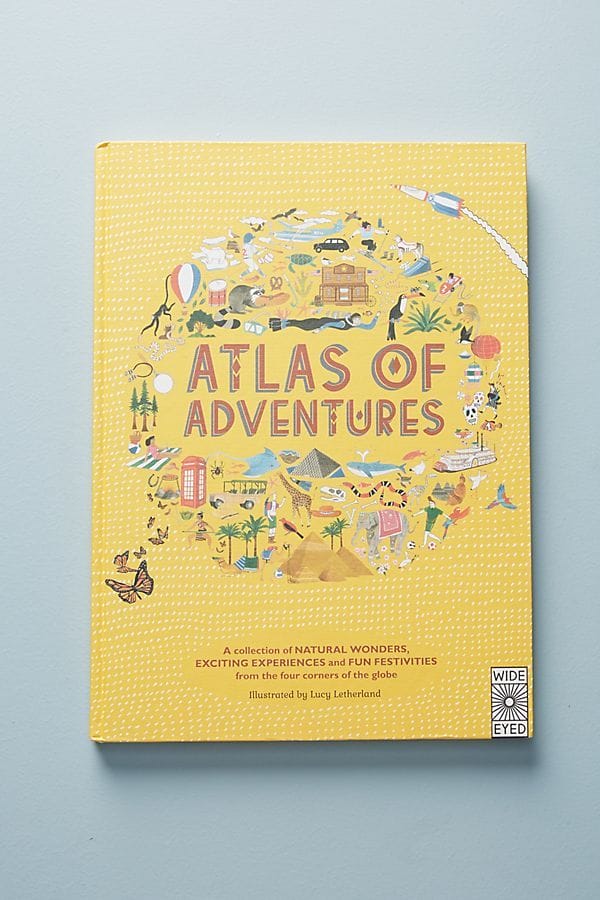 ATLAS OF
ADVENTURES
A collection of NATURAL WONDERS,
EXCITING EXPERIENCES and FUN FESTIVITIES
from the four corners of the globe
Illustrated by Lucy Letherland
WIDE
EYED